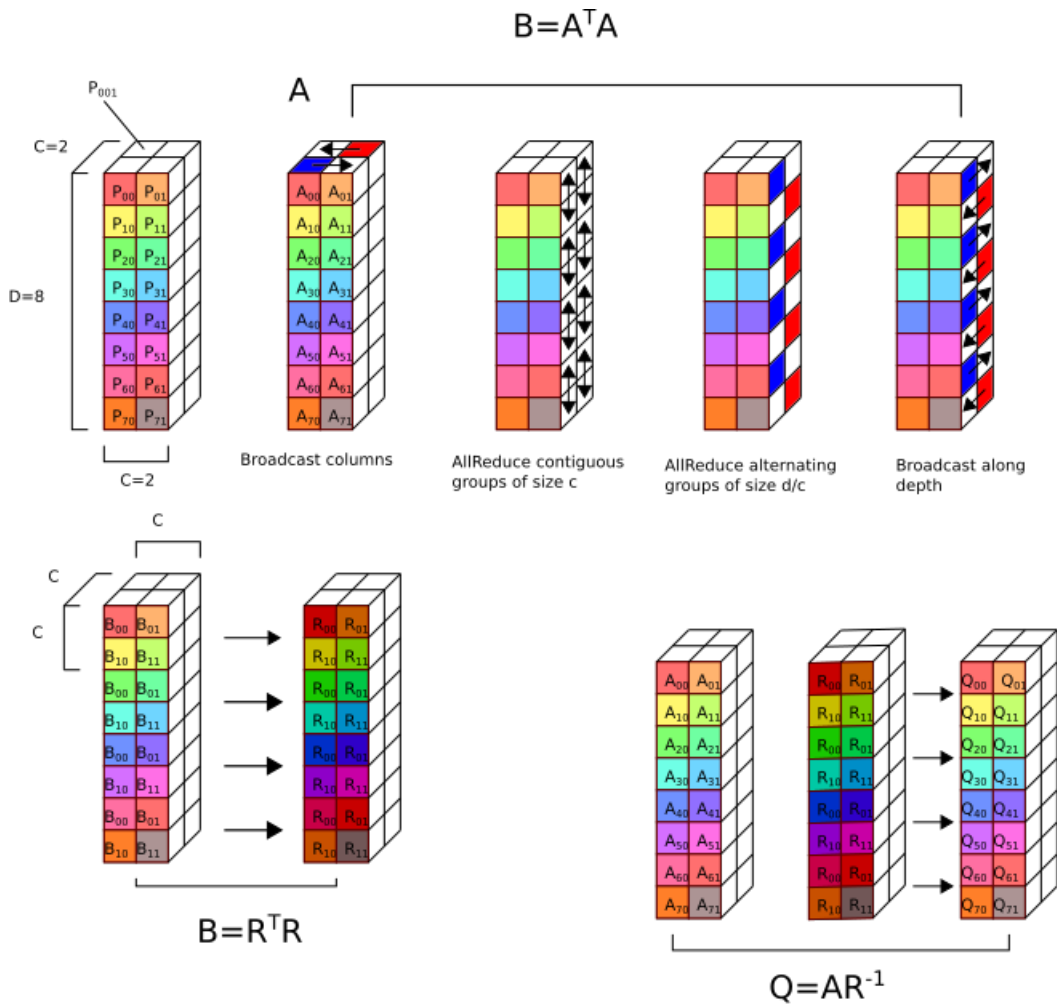 B=AᵀA
P₀₀₁
A
C=2
D=8
P₀₀ P₀₁
P₁₀ P₁₁
P₂₀ P₂₁
P₃₀ P₃₁
P₄₀ P₄₁
P₅₀ P₅₁
P₆₀ P₆₁
P₇₀ P₇₁
C=2
A₀₀ A₀₁
A₁₀ A₁₁
A₂₀ A₂₁
A₃₀ A₃₁
A₄₀ A₄₁
A₅₀ A₅₁
A₆₀ A₆₁
A₇₀ A₇₁
Broadcast columns
AllReduce contiguous
groups of size c
AllReduce alternating
groups of size d/c
Broadcast along
depth
C
C
C
B₀₀ B₀₁
B₁₀ B₁₁
B₀₀ B₀₁
B₁₀ B₁₁
B₀₀ B₀₁
B₁₀ B₁₁
B₀₀ B₀₁
B₁₀ B₁₁
R₀₀ R₀₁
R₁₀ R₁₁
R₀₀ R₀₁
R₁₀ R₁₁
R₀₀ R₀₁
R₁₀ R₁₁
R₀₀ R₀₁
R₁₀ R₁₁
B=RᵀR
A₀₀ A₀₁
A₁₀ A₁₁
A₂₀ A₂₁
A₃₀ A₃₁
A₄₀ A₄₁
A₅₀ A₅₁
A₆₀ A₆₁
A₇₀ A₇₁
R₀₀ R₀₁
R₁₀ R₁₁
R₀₀ R₀₁
R₁₀ R₁₁
R₀₀ R₀₁
R₁₀ R₁₁
R₀₀ R₀₁
R₁₀ R₁₁
Q₀₀ Q₀₁
Q₁₀ Q₁₁
Q₂₀ Q₂₁
Q₃₀ Q₃₁
Q₄₀ Q₄₁
Q₅₀ Q₅₁
Q₆₀ Q₆₁
Q₇₀ Q₇₁
Q=AR⁻¹